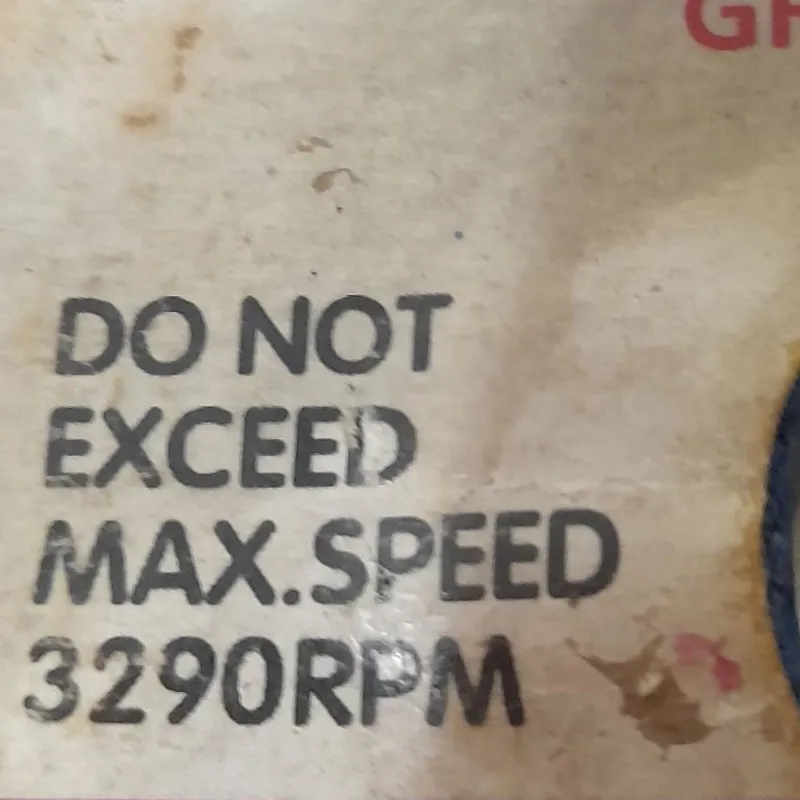 DO NOT
EXCEED
MAX.SPEED
3290RPM